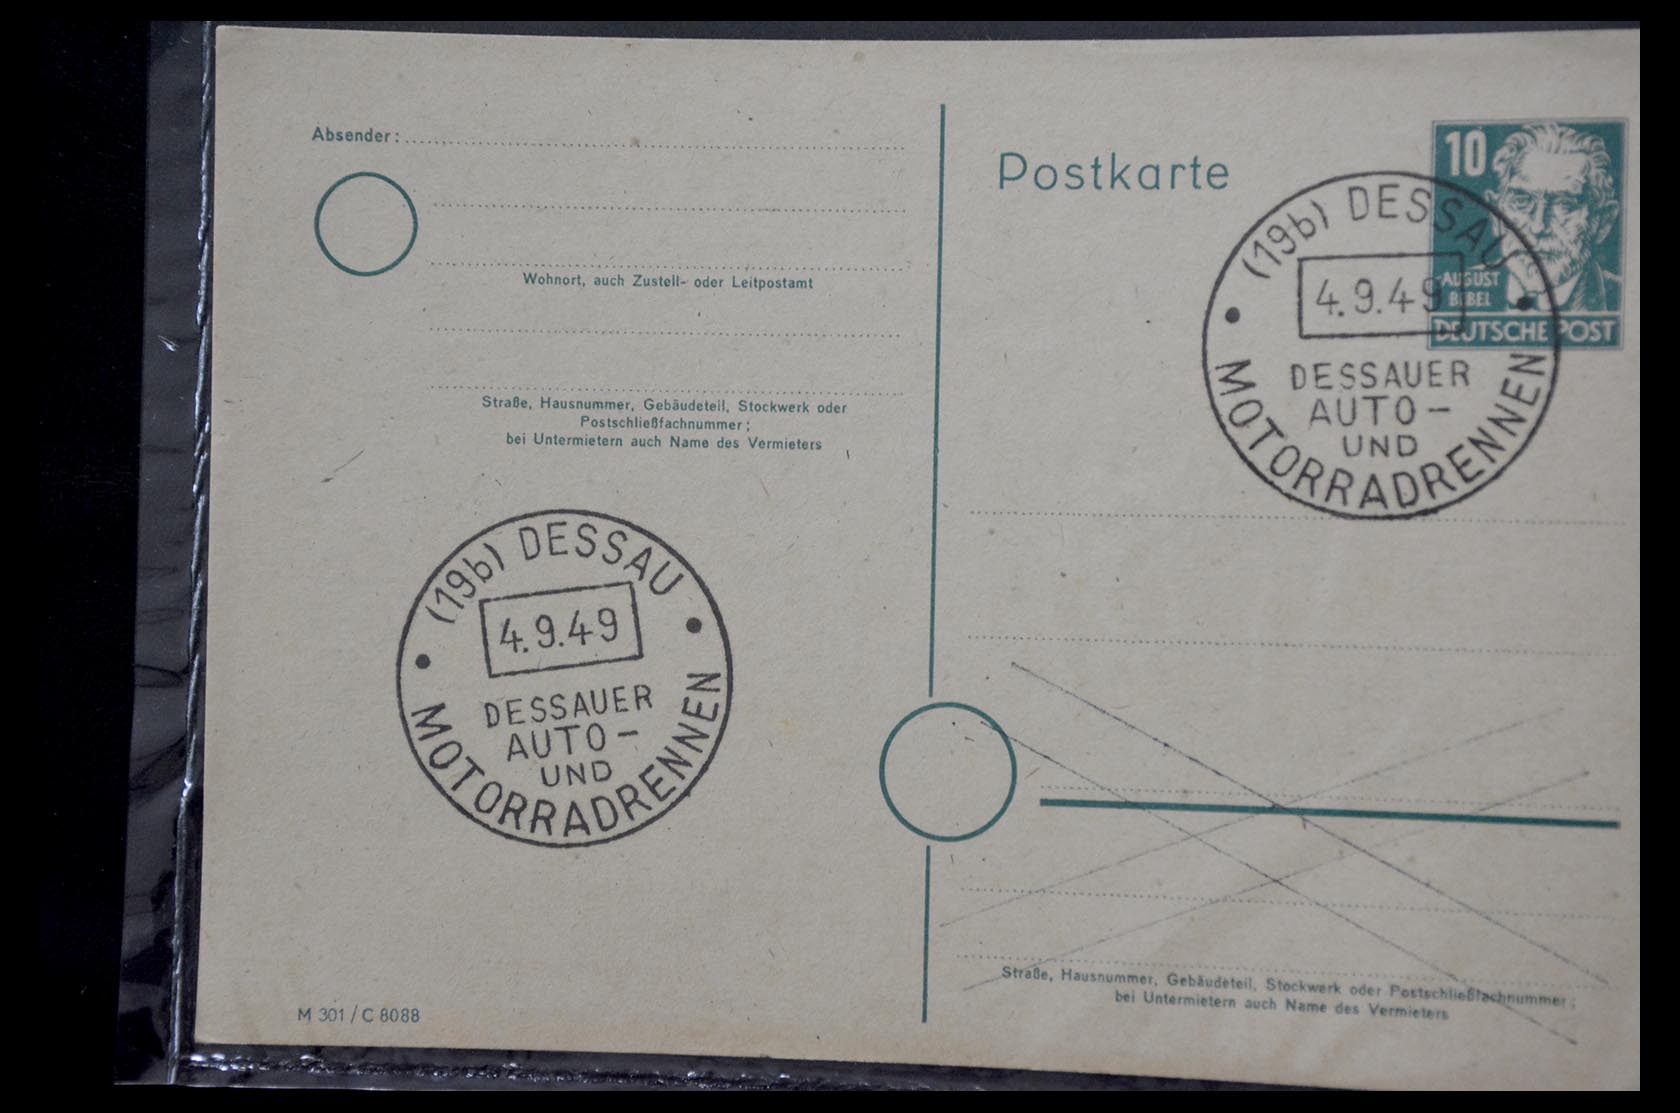 Absender:
Wohnort, auch Zustell- oder Leitpostamt
Straße, Hausnummer, Gebäudeteil, Stockwerk oder
Postschließfachnummer;
bei Untermietern auch Name des Vermieters
(19b) DESSAU
4.9.49
DESSAUER
AUTO-
UND
MOTORRADRENNEN
M 301 / C 8088
Postkarte
10
AUGUST
BEBEL
DEUTSCHE POST
(19b) DESSAU
4.9.49
DESSAUER
AUTO-
UND
MOTORRADRENNEN
Straße, Hausnummer, Gebäudeteil, Stockwerk oder Postschließfachnummer;
bei Untermietern auch Name des Vermieters